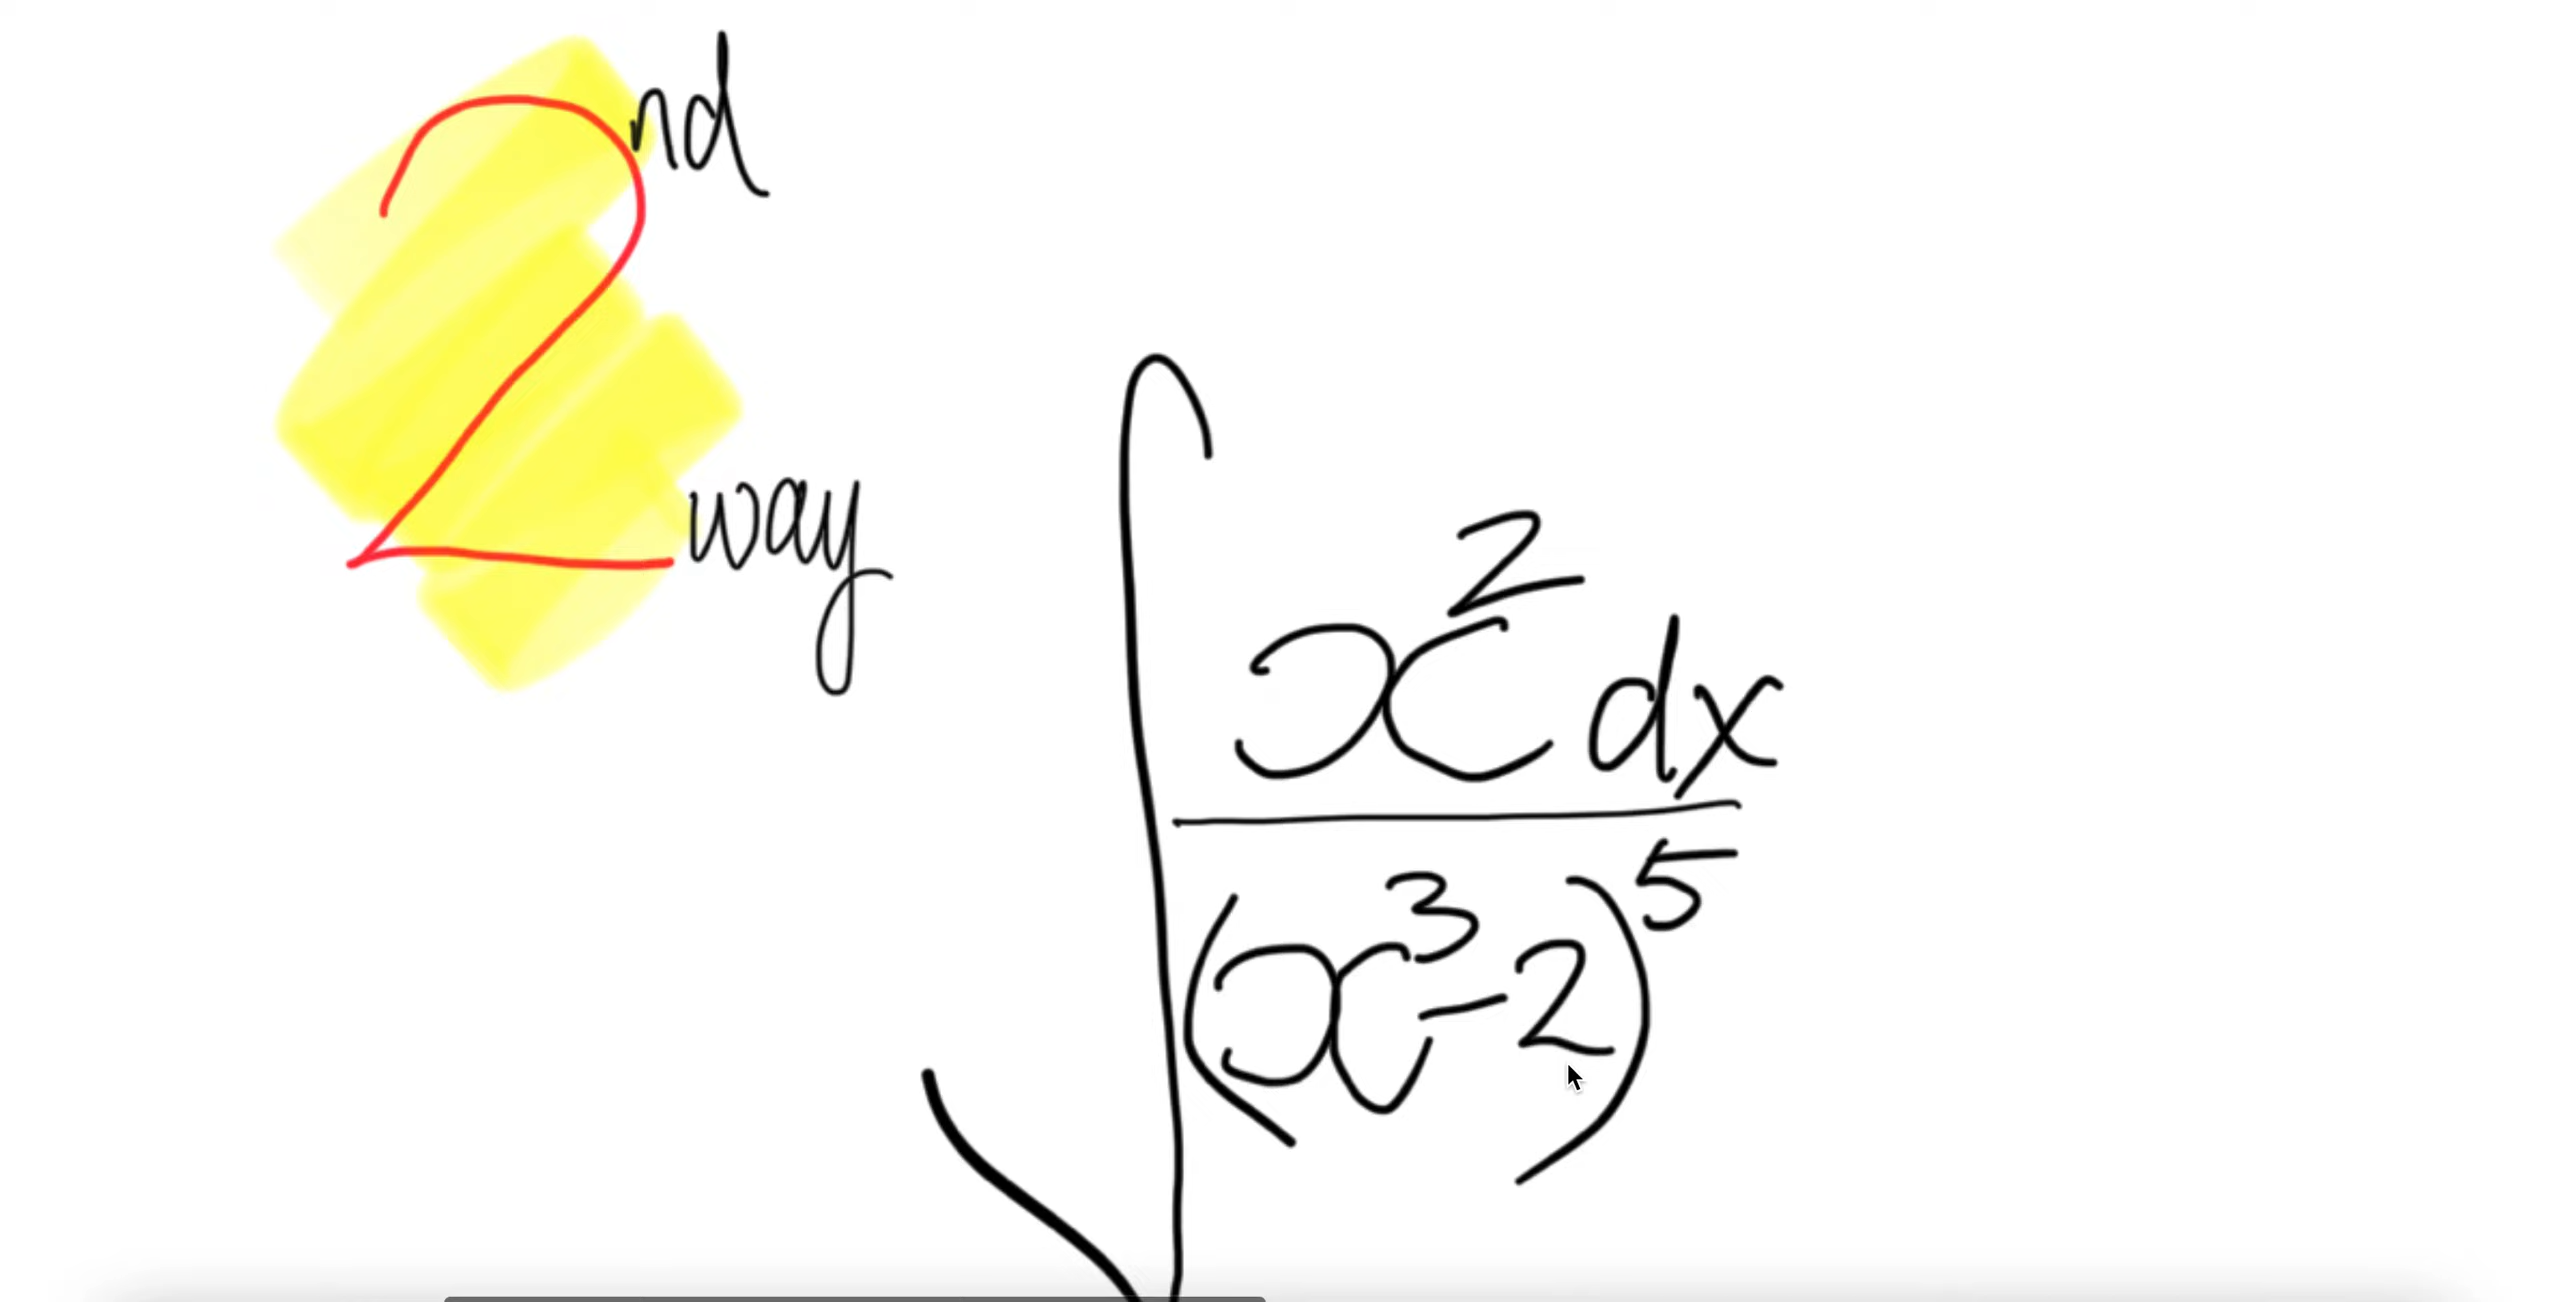 2nd
way
∫ x² dx
(x³-2)⁵